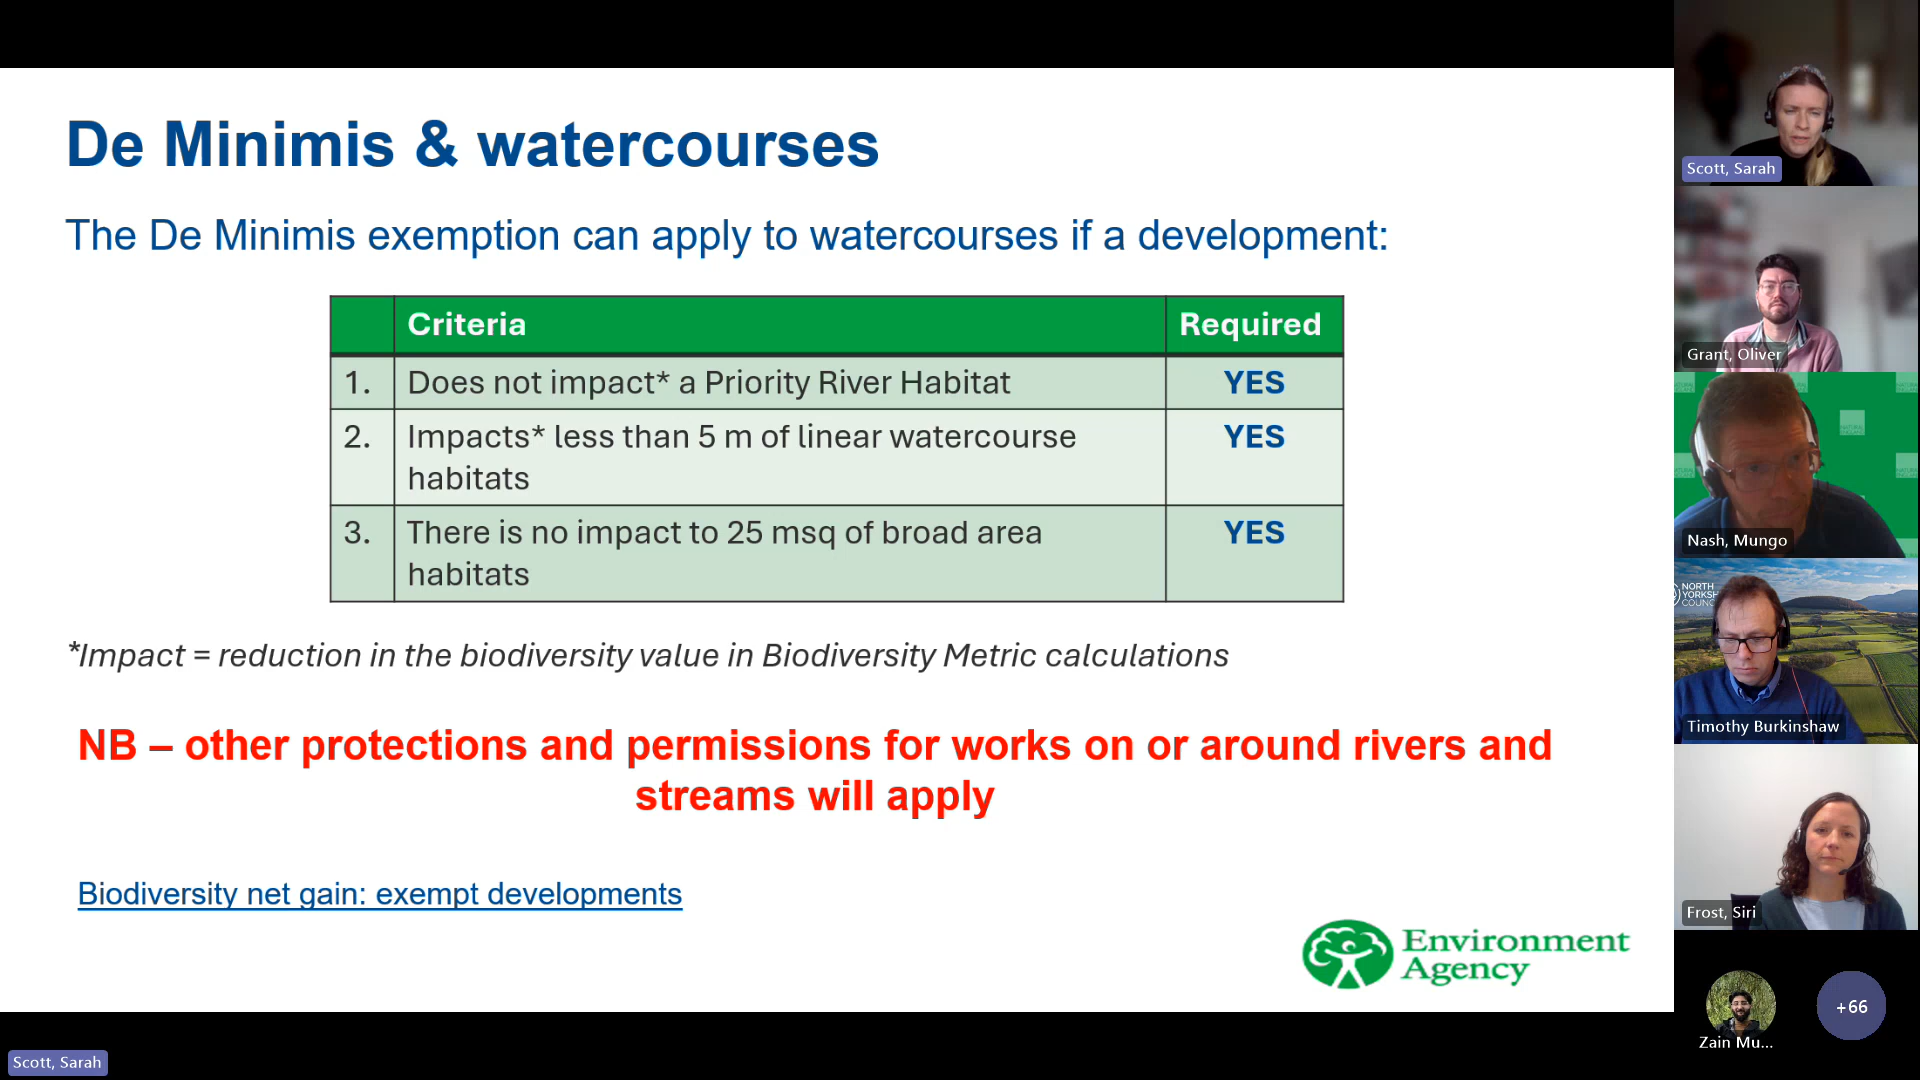 De Minimis & watercourses
The De Minimis exemption can apply to watercourses if a development:
Criteria Required
1. Does not impact* a Priority River Habitat YES
2. Impacts* less than 5 m of linear watercourse YES
habitats
3. There is no impact to 25 msq of broad area YES
habitats
*Impact = reduction in the biodiversity value in Biodiversity Metric calculations
NB – other protections and permissions for works on or around rivers and
streams will apply
Biodiversity net gain: exempt developments
Environment
Agency
Scott, Sarah
Scott, Sarah
Grant, Oliver
Nash, Mungo
NORTH
YORKSH
COUNC
Timothy Burkinshaw
Frost, Siri
Zain Mu...
+66